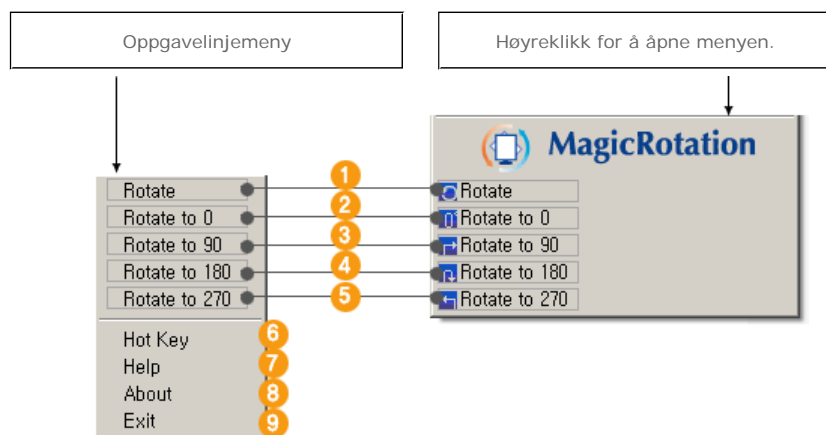 Oppgavelinjemeny
Høyreklikk for å åpne menyen.
MagicRotation
Rotate
1
Rotate
Rotate to 0
2
Rotate to 0
Rotate to 90
3
Rotate to 90
Rotate to 180
4
Rotate to 180
Rotate to 270
5
Rotate to 270
Hot Key
6
Help
7
About
8
Exit
9